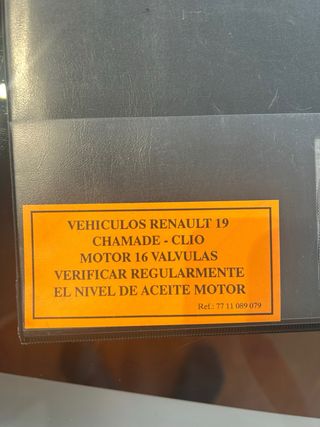 VEHICULOS RENAULT 19
CHAMADE - CLIO
MOTOR 16 VALVULAS
VERIFICAR REGULARMENTE
EL NIVEL DE ACEITE MOTOR
Ref.: 77 11 089 079